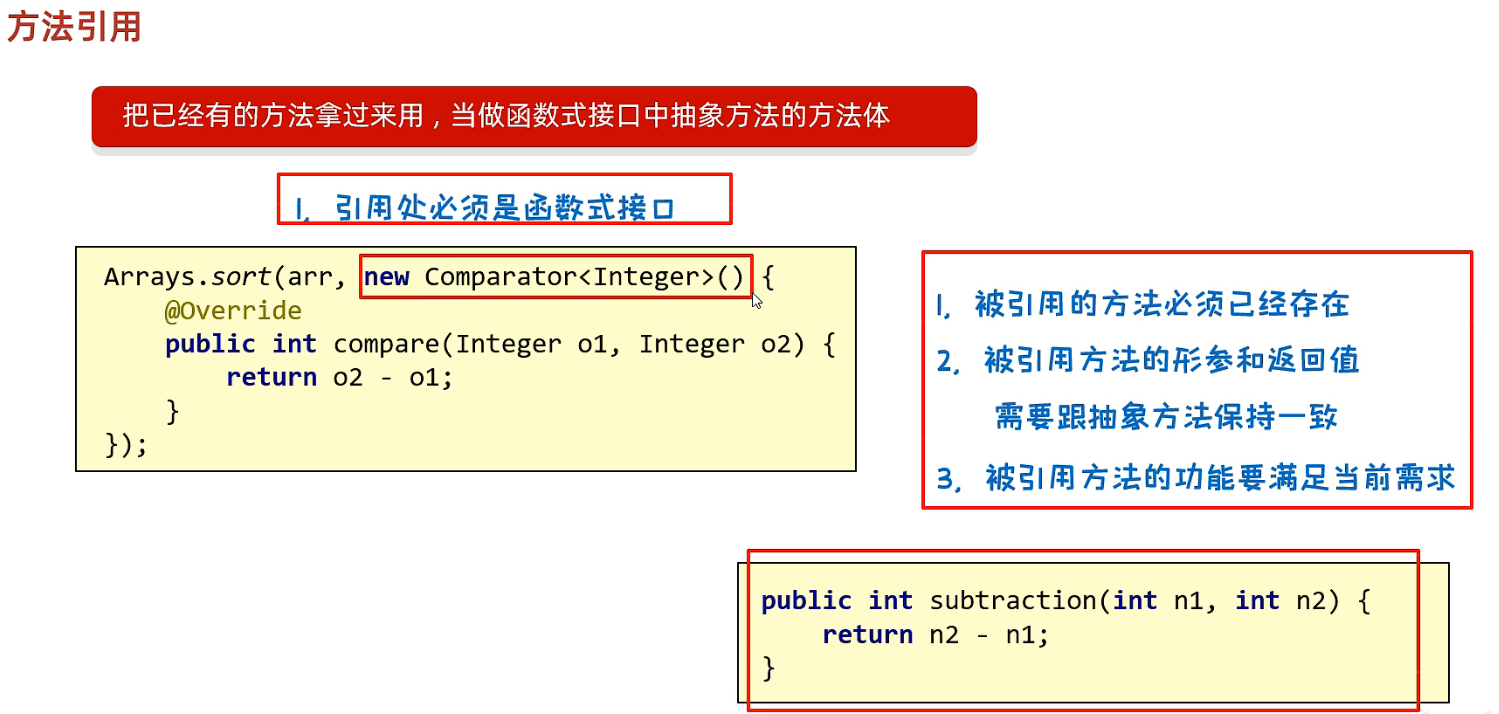 方法引用
把已经有的方法拿过来用，当做函数式接口中抽象方法的方法体
1, 引用处必须是函数式接口
Arrays.sort(arr, new Comparator<Integer>() {
@Override
public int compare(Integer o1, Integer o2) {
return o2 - o1;
}
});
1, 被引用的方法必须已经存在
2, 被引用方法的形参和返回值
需要跟抽象方法保持一致
3, 被引用方法的功能要满足当前需求
public int subtraction(int n1, int n2) {
return n2 - n1;
}